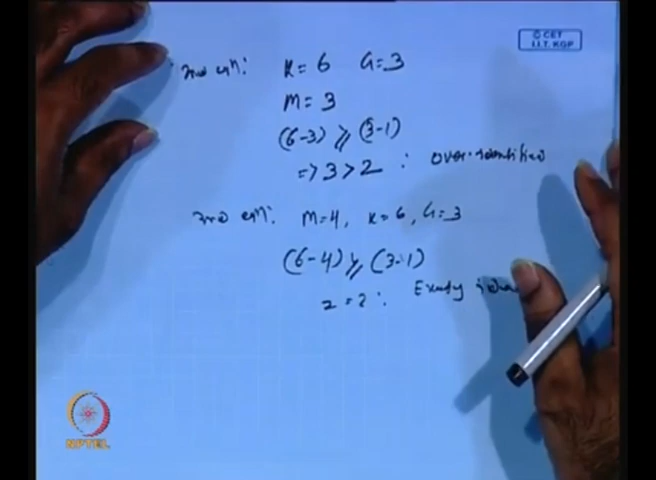 © CET
I.I.T. KGP
2nd eqn: K = 6 G = 3
M = 3
(6-3) ≥ (3-1)
=> 3 > 2 : over-identified
3rd eqn: M = 4, K = 6, G = 3
(6-4) ≥ (3-1)
2 = 2 : Exactly
NPTEL